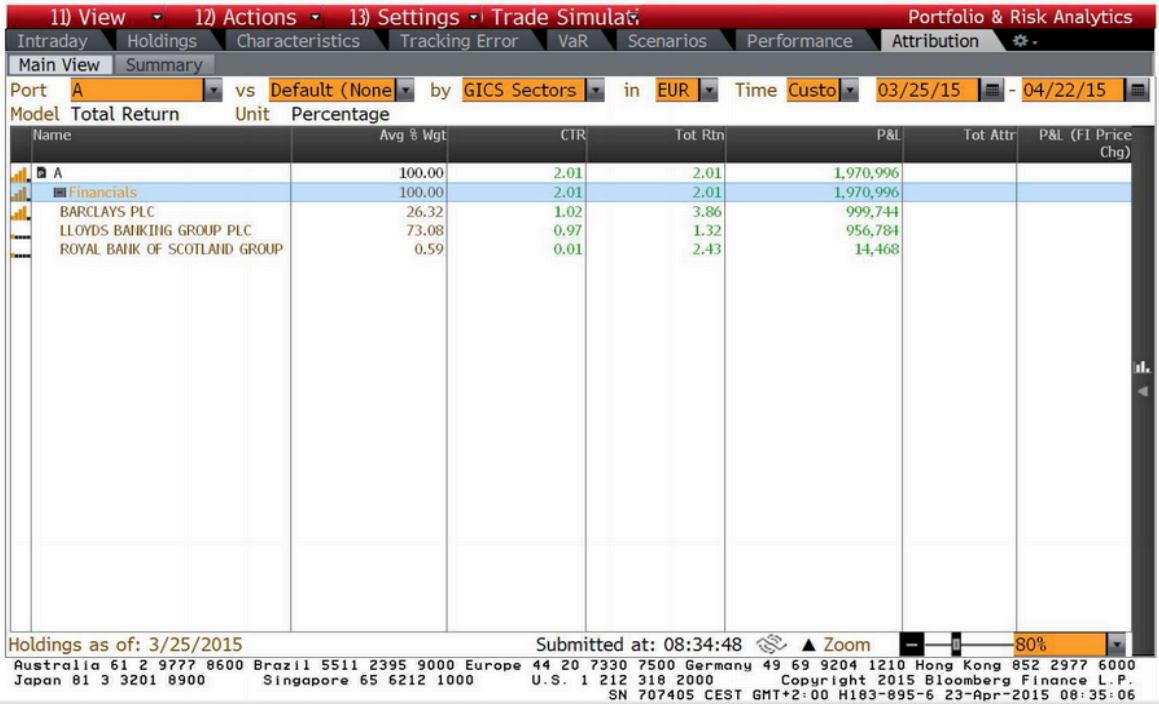 11) View 12) Actions 13) Settings Trade Simulati Portfolio & Risk Analytics
Intraday Holdings Characteristics Tracking Error VaR Scenarios Performance Attribution
Main View Summary
Port A vs Default (None by GICS Sectors in EUR Time Custo 03/25/15 - 04/22/15
Model Total Return Unit Percentage
Name Avg % Wgt CTR Tot Rtn P&L Tot Attr P&L (FI Price
Chg)
A 100.00 2.01 2.01 1,970,996
Financials 100.00 2.01 2.01 1,970,996
BARCLAYS PLC 26.32 1.02 3.86 999,744
LLOYDS BANKING GROUP PLC 73.08 0.97 1.32 956,784
ROYAL BANK OF SCOTLAND GROUP 0.59 0.01 2.43 14,468
Holdings as of: 3/25/2015 Submitted at: 08:34:48 Zoom 80%
Australia 61 2 9777 8600 Brazil 5511 2395 9000 Europe 44 20 7330 7500 Germany 49 69 9204 1210 Hong Kong 852 2977 6000
Japan 81 3 3201 8900 Singapore 65 6212 1000 U.S. 1 212 318 2000 Copyright 2015 Bloomberg Finance L.P.
SN 707405 CEST GMT+2:00 H183-895-6 23-Apr-2015 08:35:06